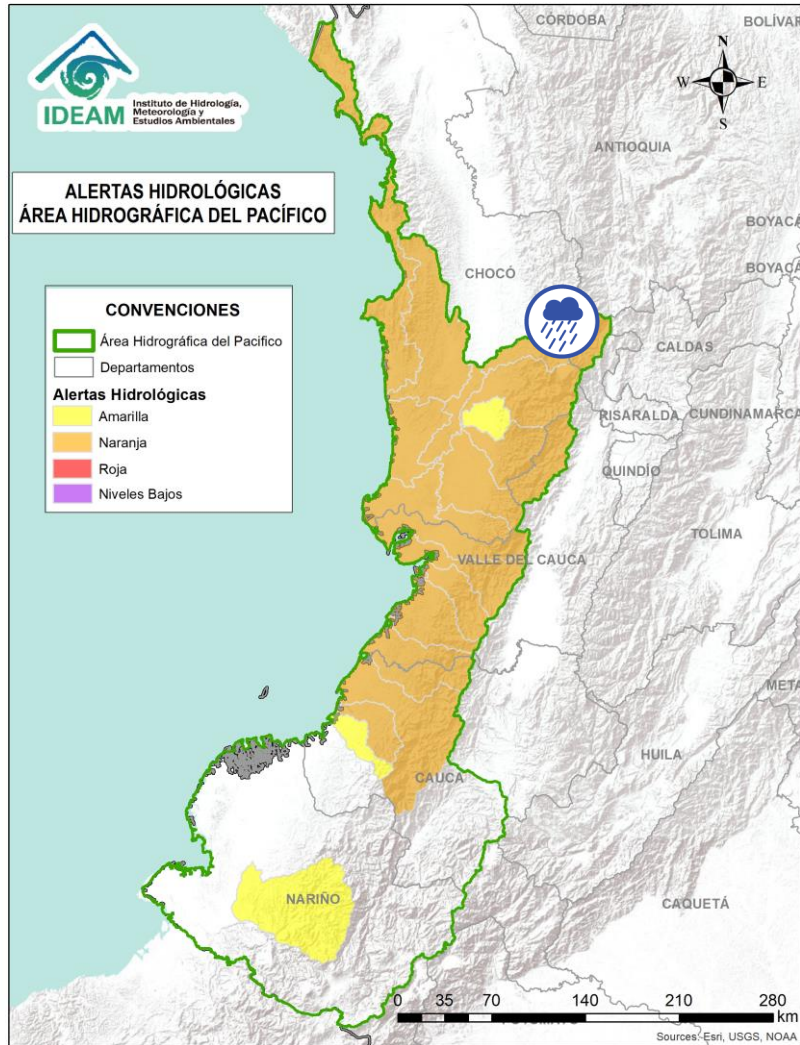 IDEAM
Instituto de Hidrología,
Meteorología y
Estudios Ambientales
ALERTAS HIDROLÓGICAS
ÁREA HIDROGRÁFICA DEL PACÍFICO
CONVENCIONES
Área Hidrográfica del Pacifico
Departamentos
Alertas Hidrológicas
Amarilla
Naranja
Roja
Niveles Bajos
N
W E
S
CÓRDOBA
BOLÍVAR
ANTIOQUIA
BOYACÁ
BOYACÁ
CHOCÓ
CALDAS
RISARALDA
CUNDINAMARCA
QUINDÍO
TOLIMA
VALLE DEL CAUCA
META
HUILA
CAUCA
NARIÑO
CAQUETÁ
0 35 70 140 210 280
km
Sources: Esri, USGS, NOAA